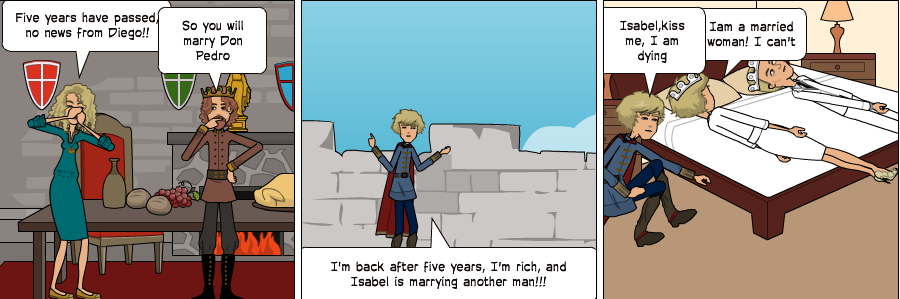 Five years have passed,
no news from Diego!!
So you will
marry Don
Pedro
I'm back after five years, I'm rich, and
Isabel is marrying another man!!!
Isabel,kiss
me, I am
dying
Iam a married
woman! I can't